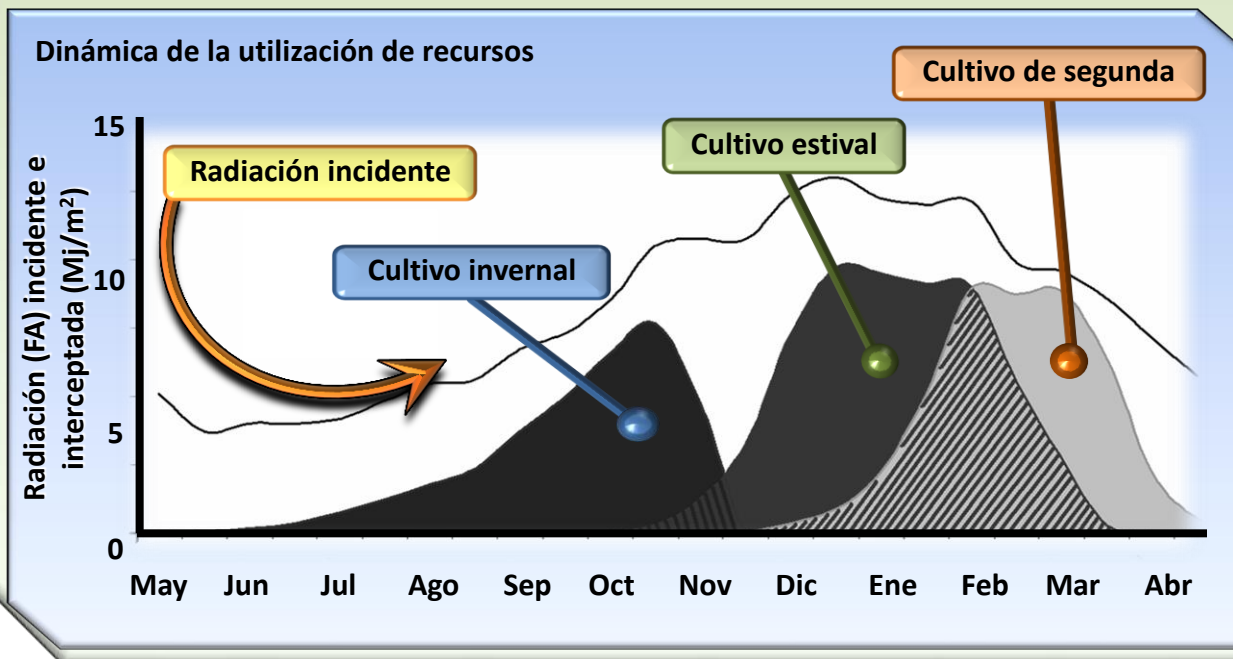 Dinámica de la utilización de recursos
Cultivo de segunda
Cultivo estival
Radiación incidente
Cultivo invernal
Radiación (FA) incidente e
interceptada (Mj/m²)
15
10
5
0
May Jun Jul Ago Sep Oct Nov Dic Ene Feb Mar Abr